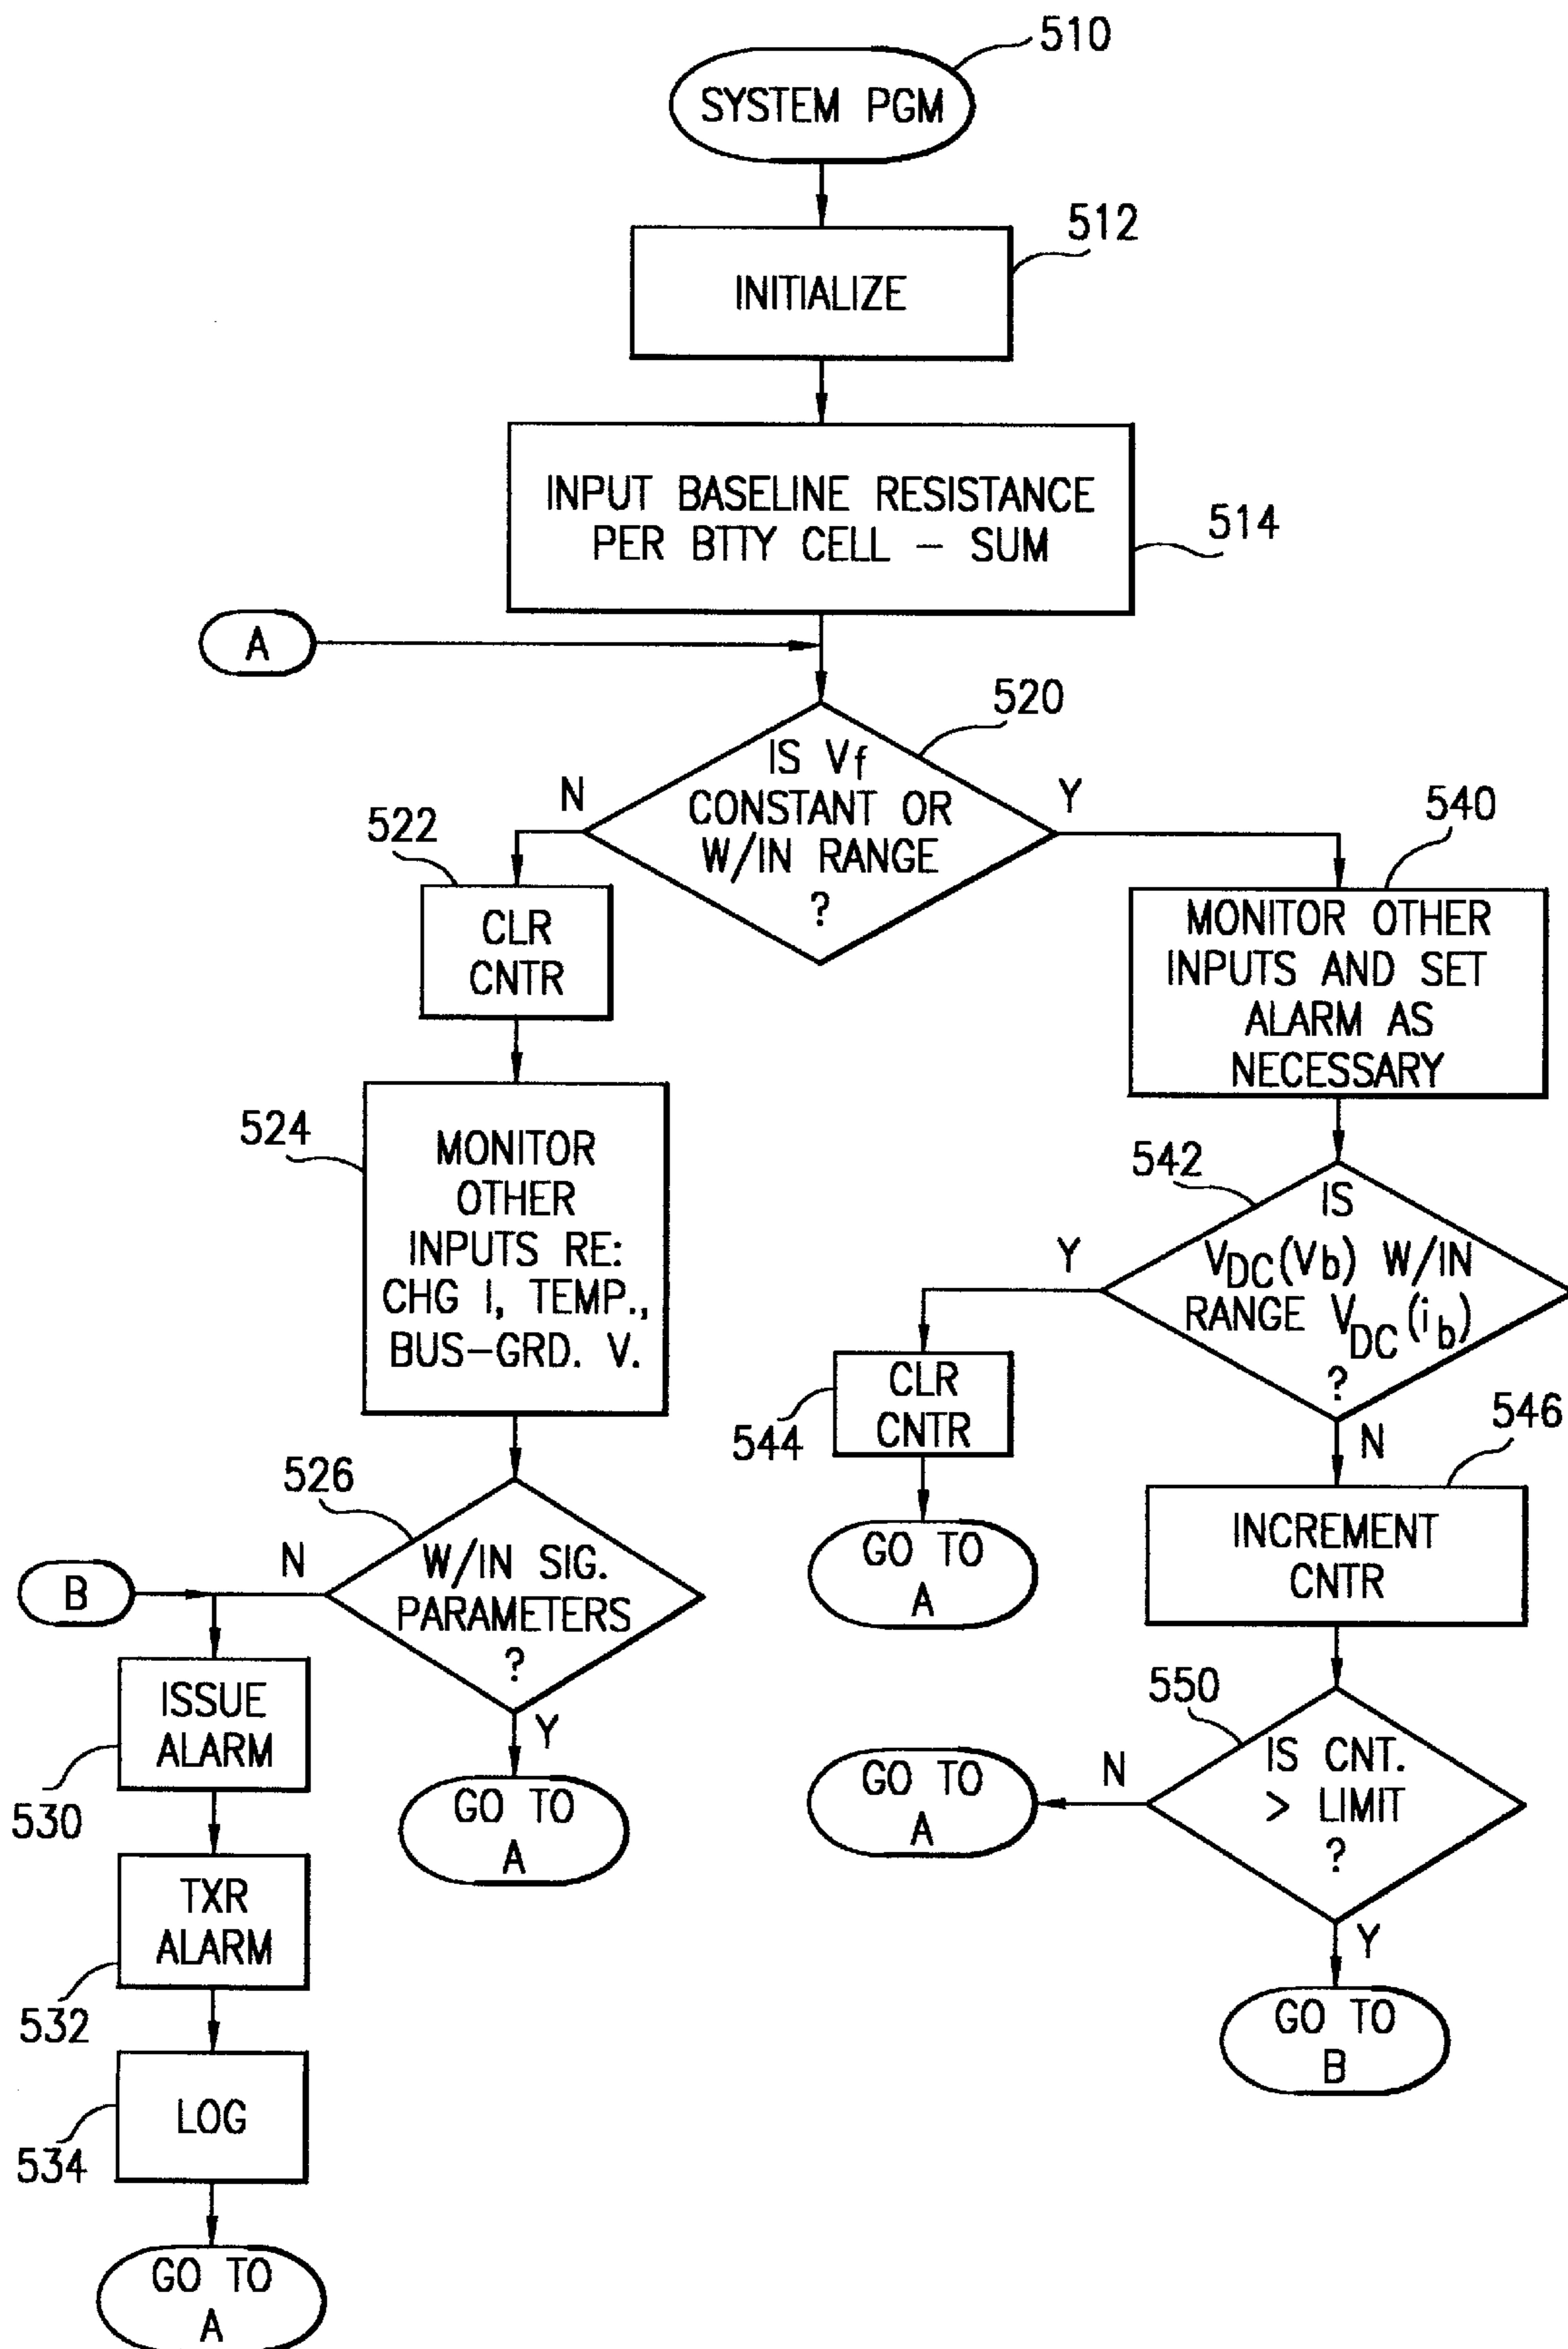 510
SYSTEM PGM
512
INITIALIZE
INPUT BASELINE RESISTANCE
PER BTTY CELL – SUM
514
A
520
IS Vf
CONSTANT OR
W/IN RANGE
?
N
Y
522
CLR
CNTR
540
MONITOR OTHER
INPUTS AND SET
ALARM AS
NECESSARY
524
MONITOR
OTHER
INPUTS RE:
CHG I, TEMP.,
BUS–GRD. V.
542
IS
VDC(Vb) W/IN
RANGE VDC(ib)
?
Y
N
544
CLR
CNTR
GO TO
A
546
INCREMENT
CNTR
526
W/IN SIG.
PARAMETERS
?
N
Y
B
GO TO
A
530
ISSUE
ALARM
532
TXR
ALARM
534
LOG
GO TO
A
550
IS CNT.
> LIMIT
?
N
GO TO
A
Y
GO TO
B